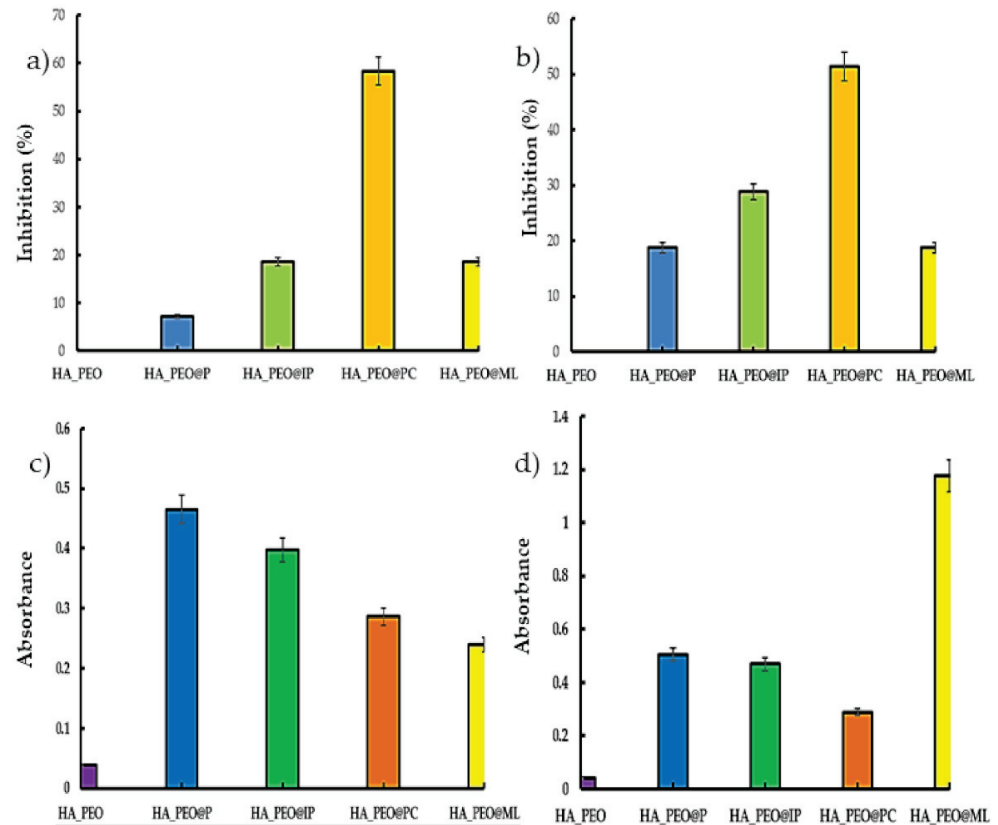 a)
Inhibition (%)
70
60
50
40
30
20
10
0
HA_PEO HA_PEO@P HA_PEO@IP HA_PEO@PC HA_PEO@ML
b)
Inhibition (%)
60
50
40
30
20
10
0
HA_PEO HA_PEO@P HA_PEO@IP HA_PEO@PC HA_PEO@ML
c)
Absorbance
0.6
0.5
0.4
0.3
0.2
0.1
0
HA_PEO HA_PEO@P HA_PEO@IP HA_PEO@PC HA_PEO@ML
d)
Absorbance
1.4
1.2
1
0.8
0.6
0.4
0.2
0
HA_PEO HA_PEO@P HA_PEO@IP HA_PEO@PC HA_PEO@ML